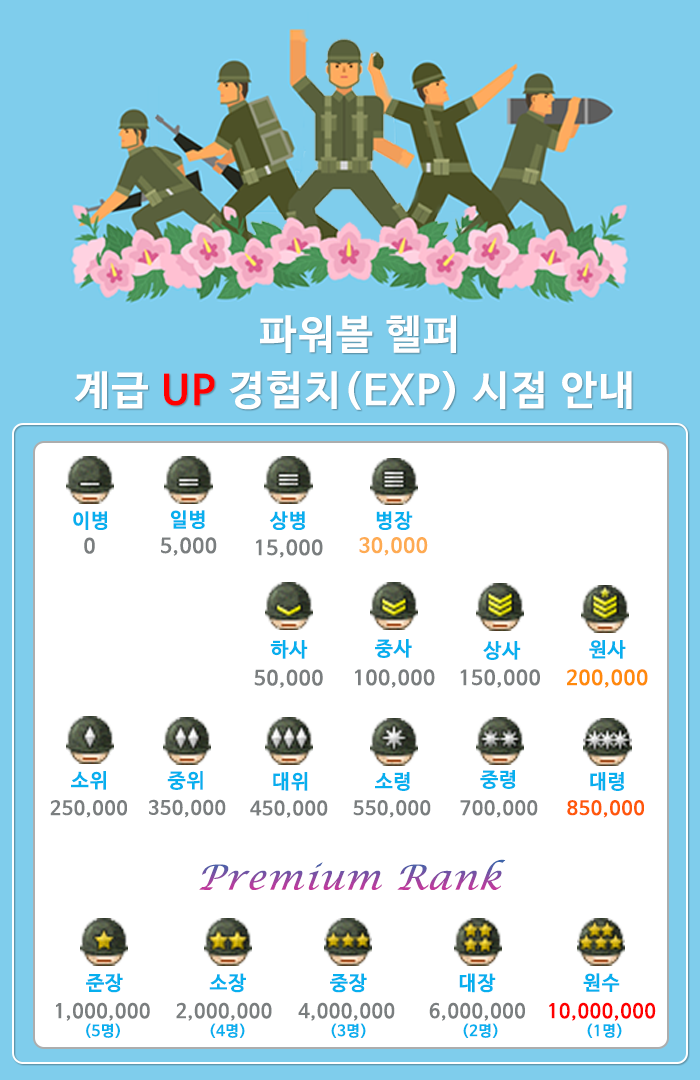 파워볼 헬퍼
계급 UP 경험치(EXP) 시점 안내
이병 일병 상병 병장
0 5,000 15,000 30,000
하사 중사 상사 원사
50,000 100,000 150,000 200,000
소위 중위 대위 소령 중령 대령
250,000 350,000 450,000 550,000 700,000 850,000
Premium Rank
준장 소장 중장 대장 원수
1,000,000 2,000,000 4,000,000 6,000,000 10,000,000
(5명) (4명) (3명) (2명) (1명)